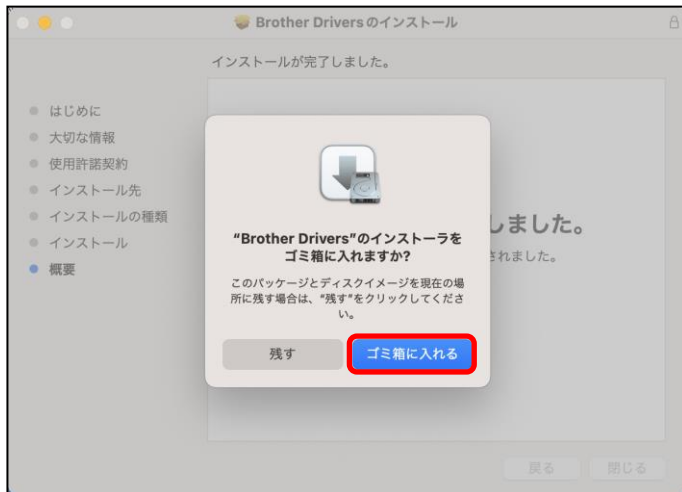 Brother Driversのインストール
インストールが完了しました。
はじめに
大切な情報
使用許諾契約
インストール先
インストールの種類
インストール
概要
しました。
されました。
“Brother Drivers”のインストーラを
ゴミ箱に入れますか?
このパッケージとディスクイメージを現在の場
所に残す場合は、“残す”をクリックしてくださ
い。
残す
ゴミ箱に入れる
戻る
閉じる